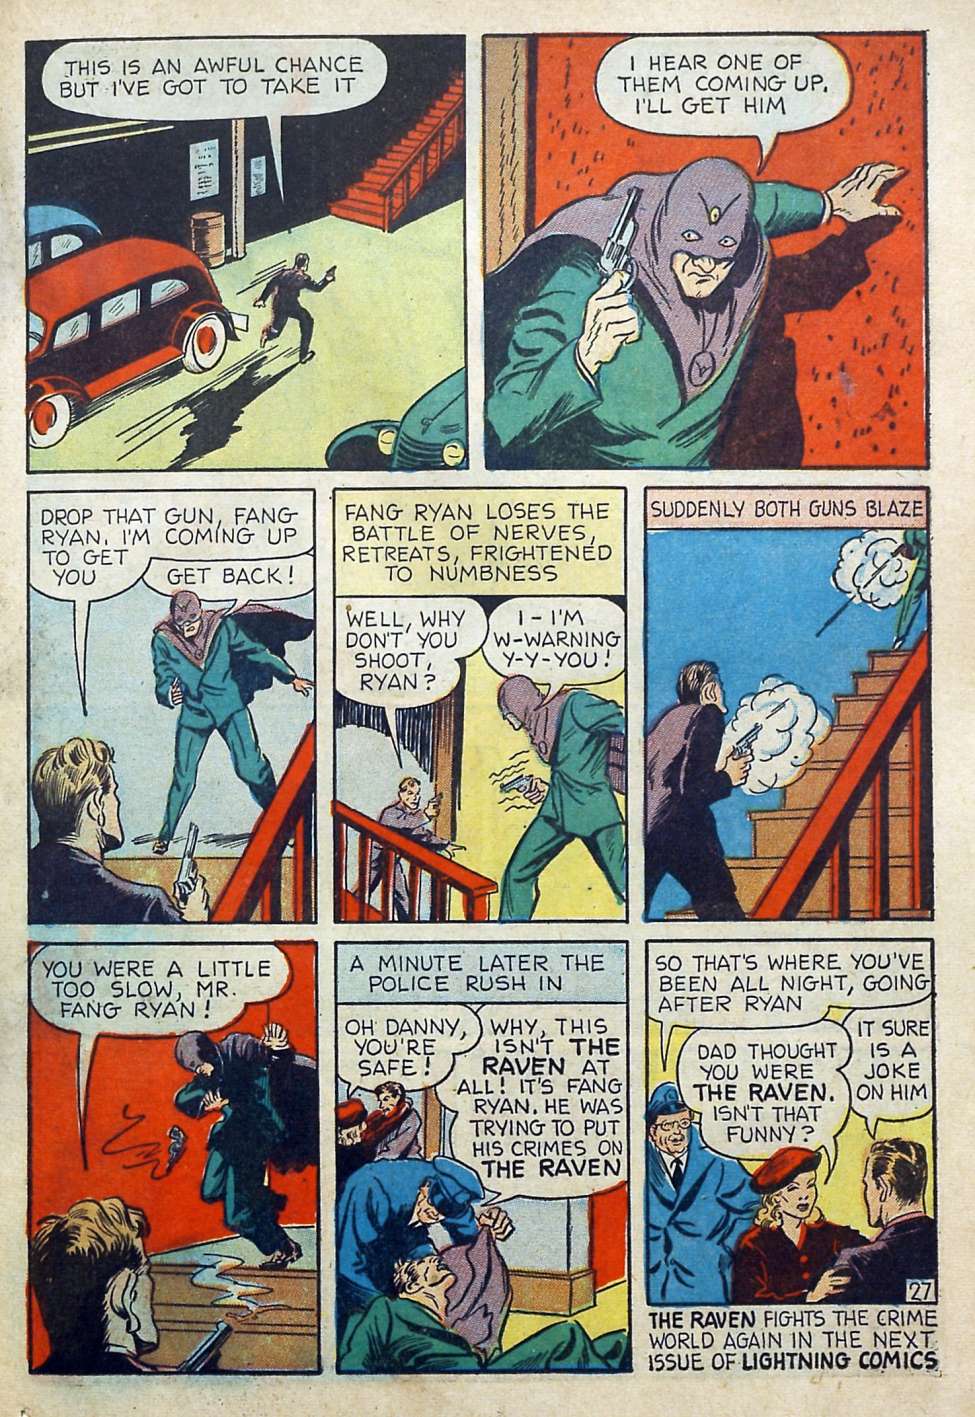 THIS IS AN AWFUL CHANCE
BUT I'VE GOT TO TAKE IT
I HEAR ONE OF
THEM COMING UP.
I'LL GET HIM
DROP THAT GUN, FANG
RYAN. I'M COMING UP
TO GET
YOU
GET BACK!
FANG RYAN LOSES THE
BATTLE OF NERVES,
RETREATS, FRIGHTENED
TO NUMBNESS
WELL, WHY
DON'T YOU
SHOOT,
RYAN?
I-I'M
W-WARNING
Y-Y-YOU!
SUDDENLY BOTH GUNS BLAZE
YOU WERE A LITTLE
TOO SLOW, MR.
FANG RYAN!
A MINUTE LATER THE
POLICE RUSH IN
OH DANNY,
YOU'RE
SAFE!
WHY, THIS
ISN'T THE
RAVEN AT
ALL! IT'S FANG
RYAN. HE WAS
TRYING TO PUT
HIS CRIMES ON
THE RAVEN
SO THAT'S WHERE YOU'VE
BEEN ALL NIGHT, GOING
AFTER RYAN
DAD THOUGHT
YOU WERE
THE RAVEN.
ISN'T THAT
FUNNY?
IT SURE
IS A
JOKE
ON HIM
27
THE RAVEN FIGHTS THE CRIME
WORLD AGAIN IN THE NEXT
ISSUE OF LIGHTNING COMICS